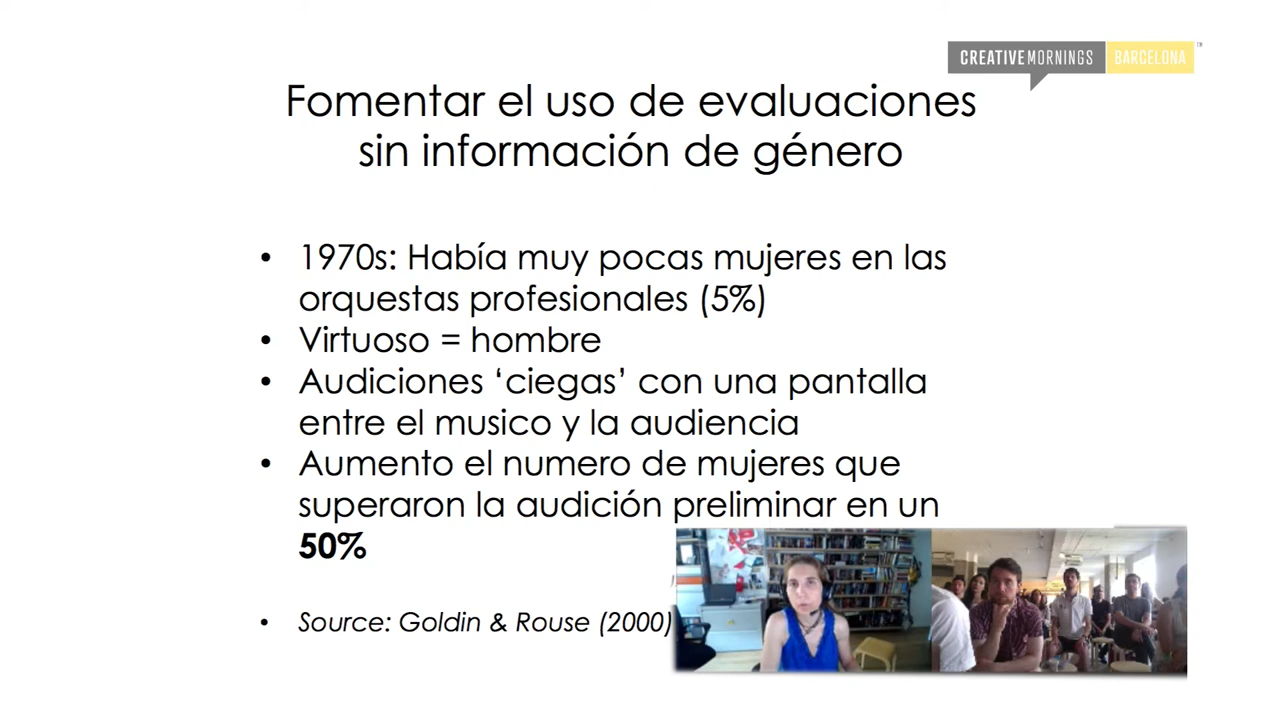 CREATIVEMORNINGS BARCELONA ™
Fomentar el uso de evaluaciones
sin información de género
• 1970s: Había muy pocas mujeres en las
orquestas profesionales (5%)
• Virtuoso = hombre
• Audiciones ‘ciegas’ con una pantalla
entre el musico y la audiencia
• Aumento el numero de mujeres que
superaron la audición preliminar en un
50%
• Source: Goldin & Rouse (2000)